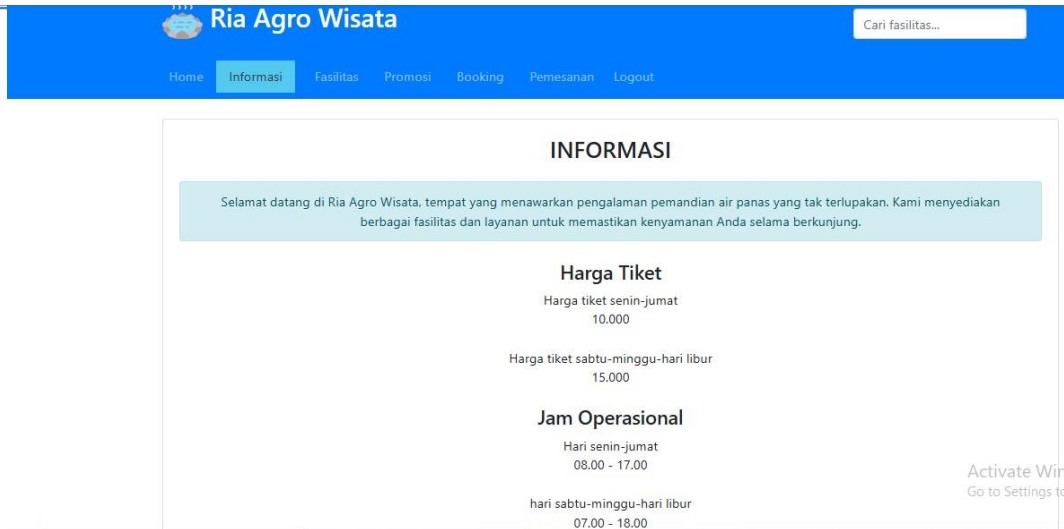 Ria Agro Wisata
Cari fasilitas...
Home Informasi Fasilitas Promosi Booking Pemesanan Logout
INFORMASI
Selamat datang di Ria Agro Wisata, tempat yang menawarkan pengalaman pemandian air panas yang tak terlupakan. Kami menyediakan
berbagai fasilitas dan layanan untuk memastikan kenyamanan Anda selama berkunjung.
Harga Tiket
Harga tiket senin-jumat
10.000
Harga tiket sabtu-minggu-hari libur
15.000
Jam Operasional
Hari senin-jumat
08.00 - 17.00
hari sabtu-minggu-hari libur
07.00 - 18.00
Activate Win
Go to Settings to